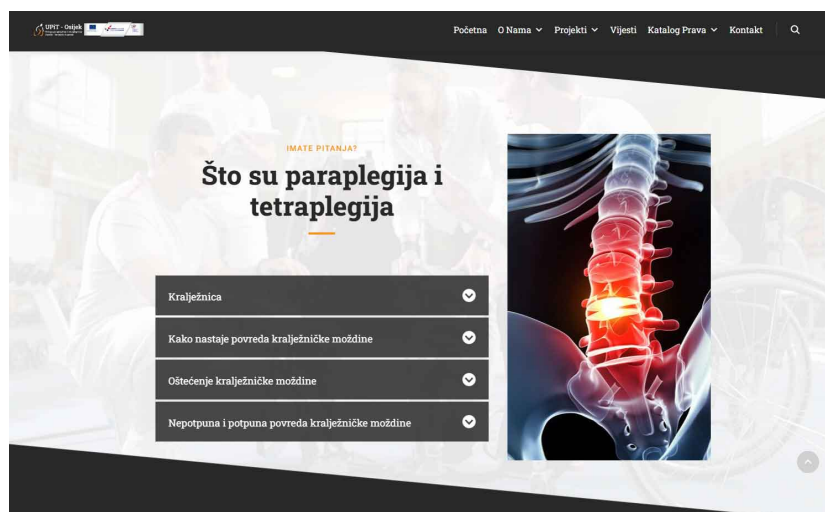 UPiT - Osijek
Početna O Nama Projekti Vijesti Katalog Prava Kontakt
IMATE PITANJA?
Što su paraplegija i
tetraplegija
Kralježnica
Kako nastaje povreda kralježničke moždine
Oštećenje kralježničke moždine
Nepotpuna i potpuna povreda kralježničke moždine